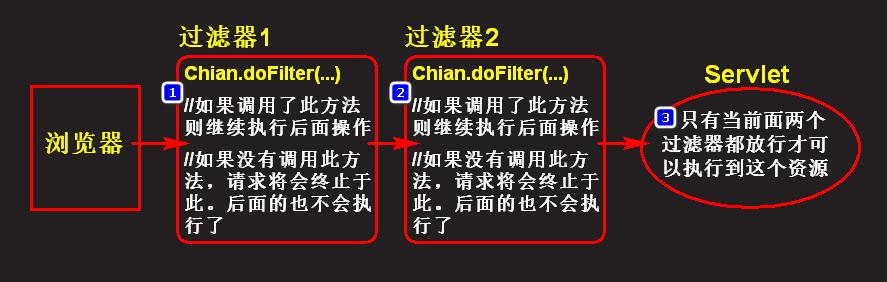 过滤器1
过滤器2
Servlet
浏览器
1
Chian.doFilter(...)
//如果调用了此方法
则继续执行后面操作
//如果没有调用此方
法，请求将会终止于
此。后面的也不会执
行了
2
Chian.doFilter(...)
//如果调用了此方法
则继续执行后面操作
//如果没有调用此方
法，请求将会终止于
此。后面的也不会执
行了
3 只有当前面两个
过滤器都放行才可
以执行到这个资源